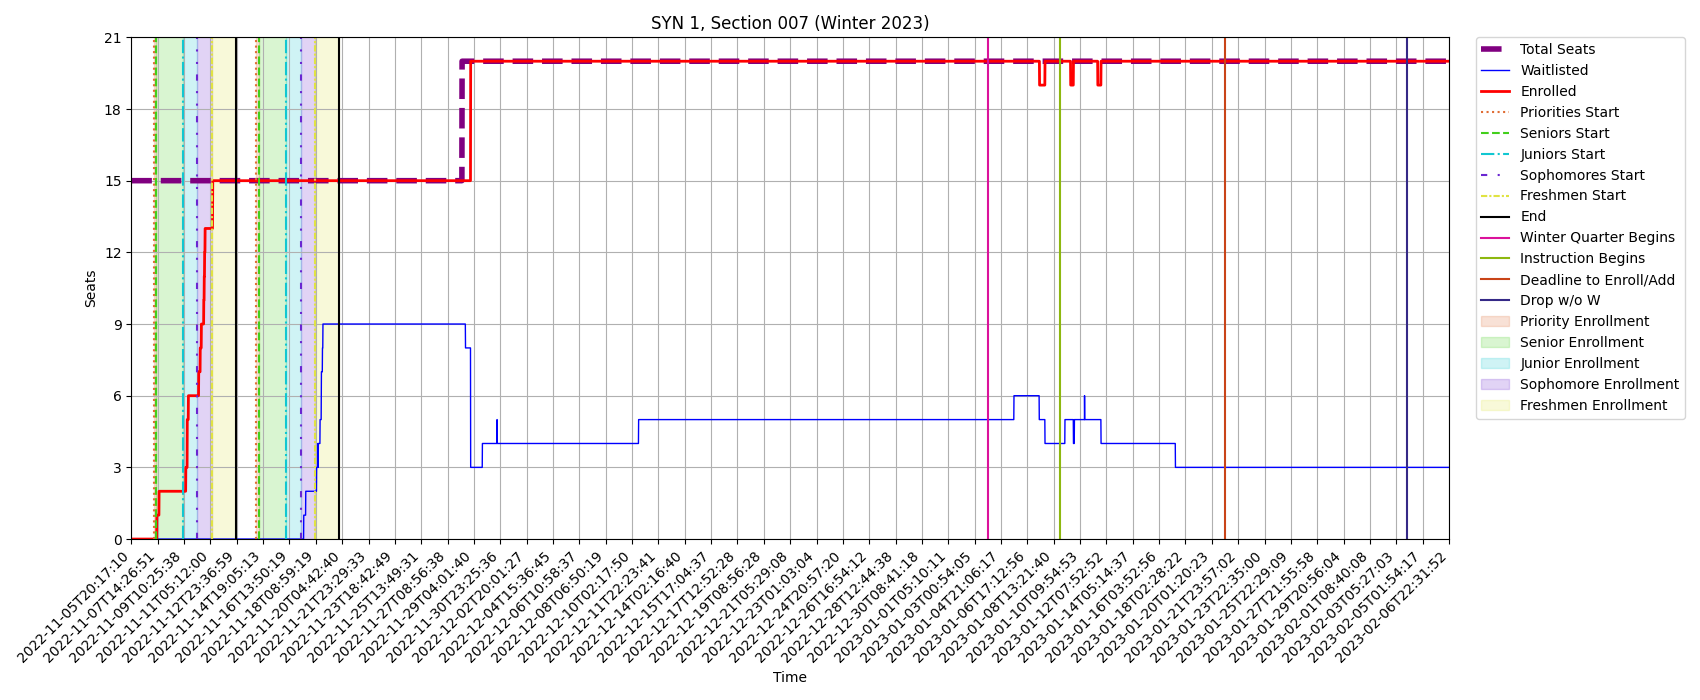 SYN 1, Section 007 (Winter 2023)
Seats
21
18
15
12
9
6
3
0
2022-11-05T20:17:10
2022-11-07T14:26:51
2022-11-09T10:25:38
2022-11-11T05:12:00
2022-11-12T23:36:59
2022-11-14T19:05:13
2022-11-16T13:50:19
2022-11-18T08:59:19
2022-11-20T04:42:40
2022-11-21T23:29:33
2022-11-23T18:42:49
2022-11-25T13:49:31
2022-11-27T08:56:38
2022-11-29T04:01:40
2022-11-30T23:25:36
2022-12-02T20:01:27
2022-12-04T15:36:45
2022-12-06T10:58:37
2022-12-08T06:50:19
2022-12-10T02:17:50
2022-12-11T22:23:41
2022-12-14T02:16:40
2022-12-15T17:04:37
2022-12-17T12:52:28
2022-12-19T08:56:28
2022-12-21T05:29:08
2022-12-23T01:03:04
2022-12-24T20:57:20
2022-12-26T16:54:12
2022-12-28T12:44:38
2022-12-30T08:41:18
2023-01-01T05:10:11
2023-01-03T00:54:05
2023-01-04T21:06:17
2023-01-06T17:12:56
2023-01-08T13:21:40
2023-01-10T09:54:53
2023-01-12T07:52:52
2023-01-14T05:14:37
2023-01-16T03:52:56
2023-01-18T02:28:22
2023-01-20T01:20:23
2023-01-21T23:57:02
2023-01-23T22:35:00
2023-01-25T22:29:09
2023-01-27T21:55:58
2023-01-29T20:56:04
2023-02-01T08:40:08
2023-02-03T05:27:03
2023-02-05T01:54:17
2023-02-06T22:31:52
Time
Total Seats
Waitlisted
Enrolled
Priorities Start
Seniors Start
Juniors Start
Sophomores Start
Freshmen Start
End
Winter Quarter Begins
Instruction Begins
Deadline to Enroll/Add
Drop w/o W
Priority Enrollment
Senior Enrollment
Junior Enrollment
Sophomore Enrollment
Freshmen Enrollment